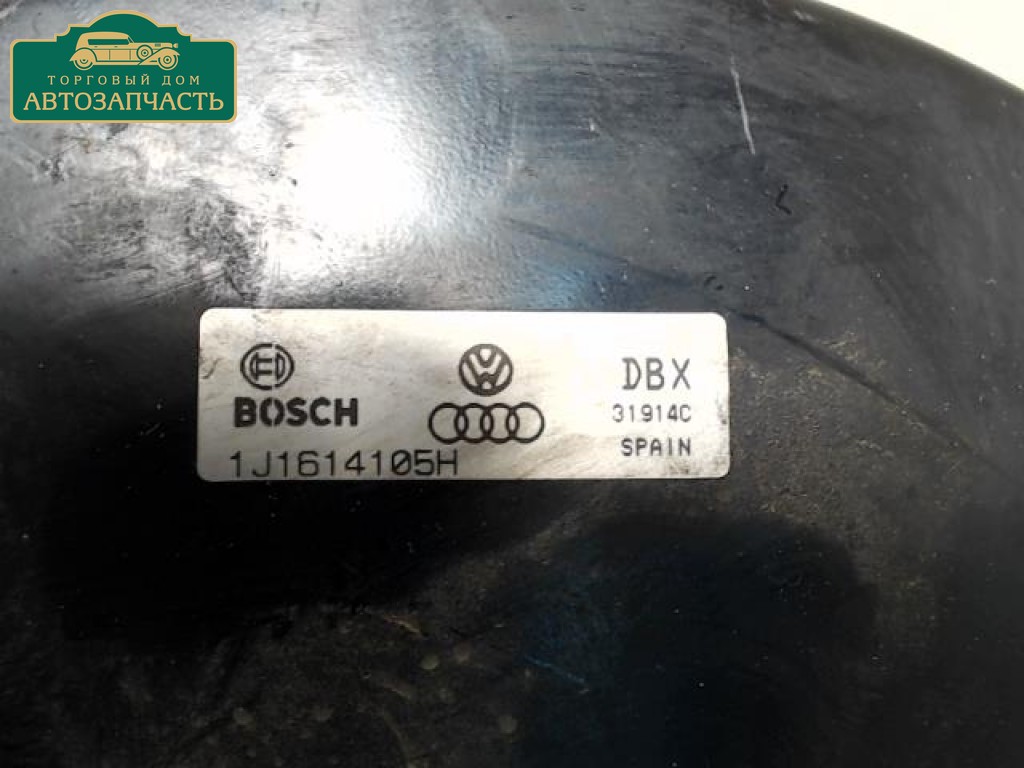 ТОРГОВЫЙ ДОМ
АВТОЗАПЧАСТЬ
BOSCH
DBX
31914C
SPAIN
1J1614105H